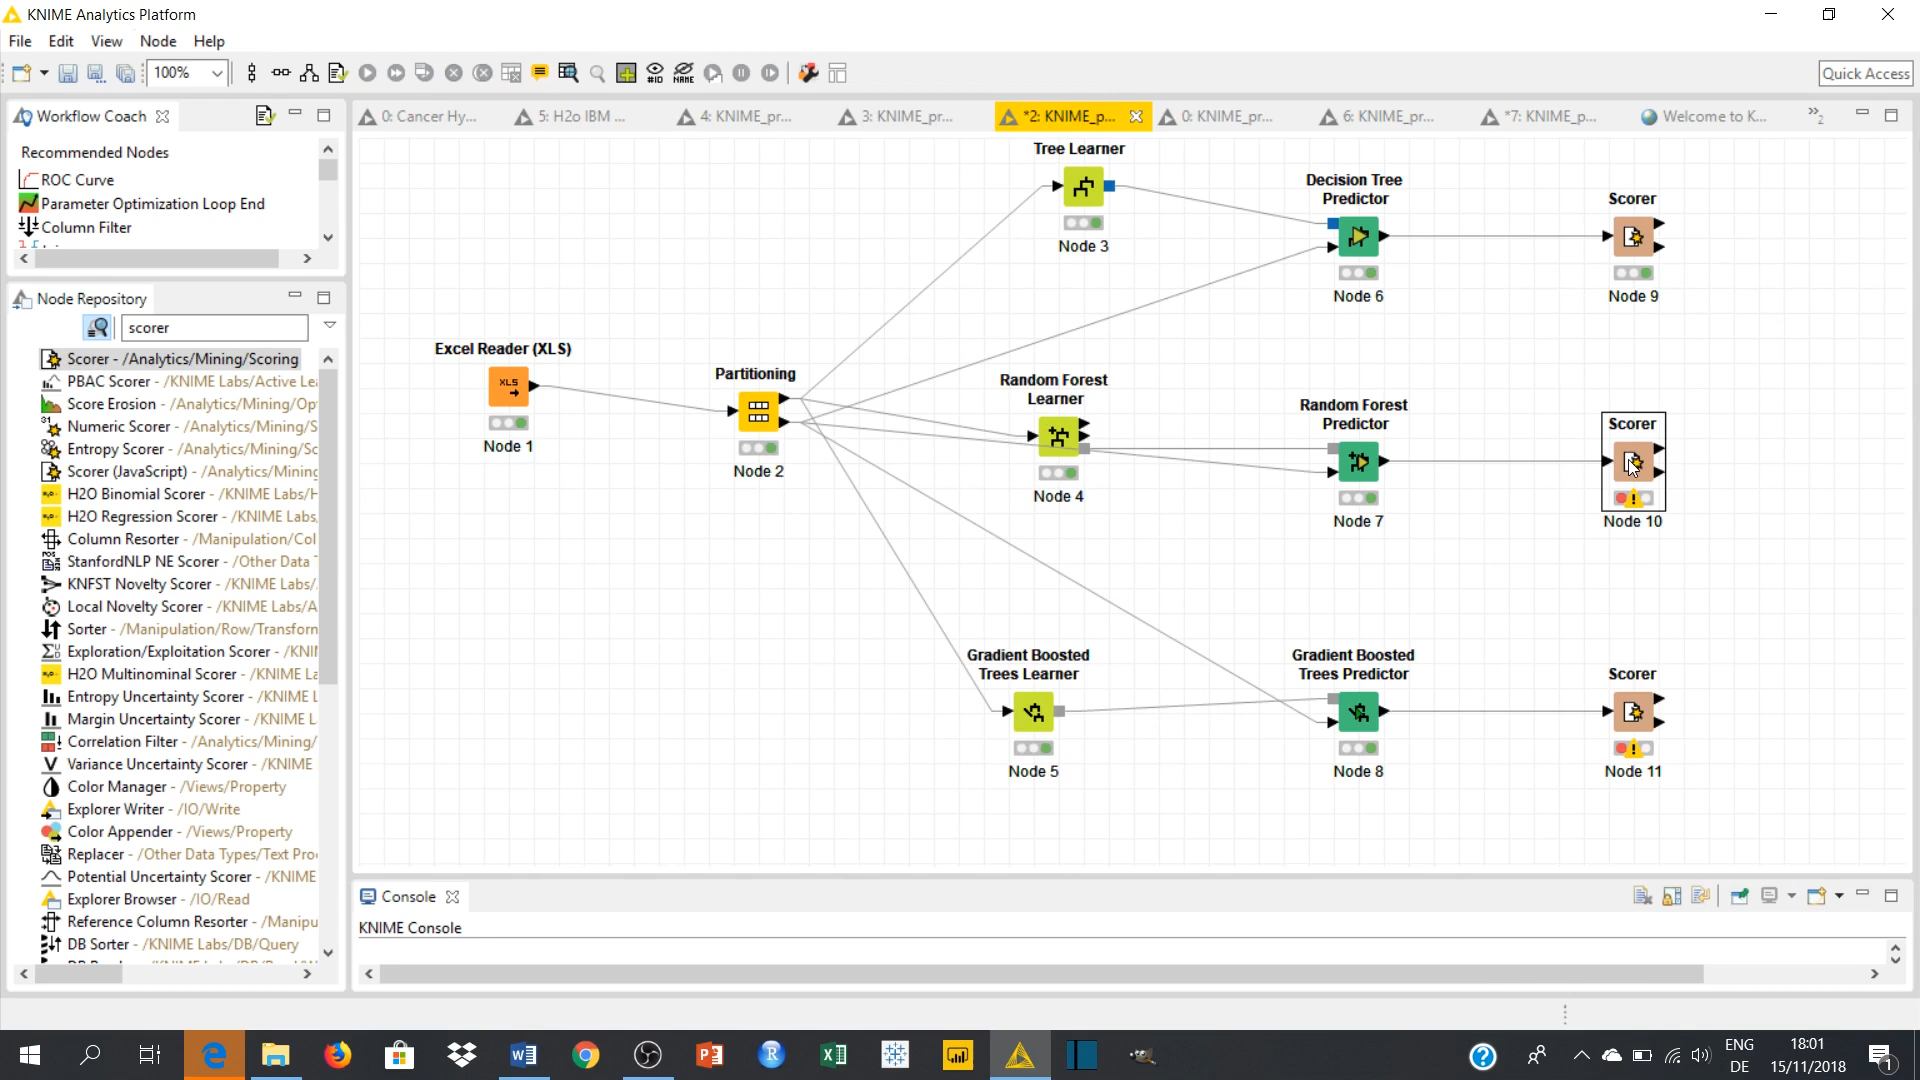 KNIME Analytics Platform
File Edit View Node Help
100%
#ID
NAME
Quick Access
Workflow Coach
Recommended Nodes
ROC Curve
Parameter Optimization Loop End
Column Filter
Node Repository
scorer
Scorer - /Analytics/Mining/Scoring
PBAC Scorer - /KNIME Labs/Active Le
Score Erosion - /Analytics/Mining/Op
Numeric Scorer - /Analytics/Mining/S
Entropy Scorer - /Analytics/Mining/Sc
Scorer (JavaScript) - /Analytics/Mining
H2O Binomial Scorer - /KNIME Labs/H
H2O Regression Scorer - /KNIME Labs
Column Resorter - /Manipulation/Col
StanfordNLP NE Scorer - /Other Data T
KNFST Novelty Scorer - /KNIME Labs/
Local Novelty Scorer - /KNIME Labs/A
Sorter - /Manipulation/Row/Transforn
Exploration/Exploitation Scorer - /KNI
H2O Multinominal Scorer - /KNIME La
Entropy Uncertainty Scorer - /KNIME L
Margin Uncertainty Scorer - /KNIME L
Correlation Filter - /Analytics/Mining/
Variance Uncertainty Scorer - /KNIME
Color Manager - /Views/Property
Explorer Writer - /IO/Write
Color Appender - /Views/Property
Replacer - /Other Data Types/Text Pro
Potential Uncertainty Scorer - /KNIME
Explorer Browser - /IO/Read
Reference Column Resorter - /Manipu
DB Sorter - /KNIME Labs/DB/Query
0: Cancer Hy... 5: H2o IBM ... 4: KNIME_pr... 3: KNIME_pr... *2: KNIME_p... 0: KNIME_pr... 6: KNIME_pr... *7: KNIME_p... Welcome to K... »2
Tree Learner
Node 3
Decision Tree
Predictor
Node 6
Scorer
Node 9
Excel Reader (XLS)
XLS
Node 1
Partitioning
Node 2
Random Forest
Learner
Node 4
Random Forest
Predictor
Node 7
Scorer
Node 10
Gradient Boosted
Trees Learner
Node 5
Gradient Boosted
Trees Predictor
Node 8
Scorer
Node 11
Console
KNIME Console
ENG
DE
18:01
15/11/2018
1